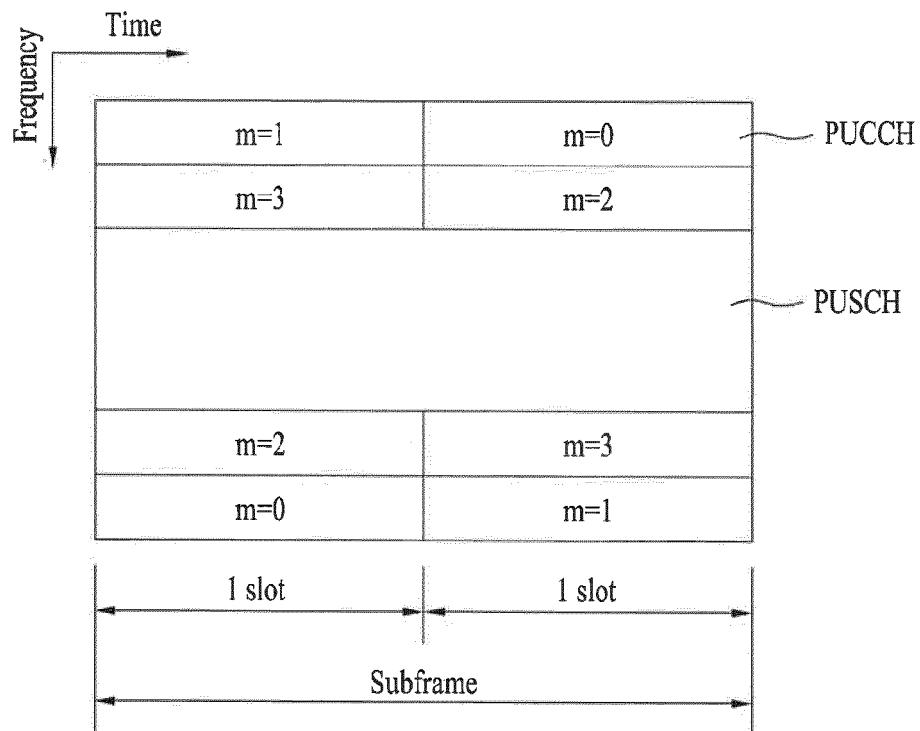 Time
Frequency
m=1 m=0 PUCCH
m=3 m=2
PUSCH
m=2 m=3
m=0 m=1
1 slot 1 slot
Subframe